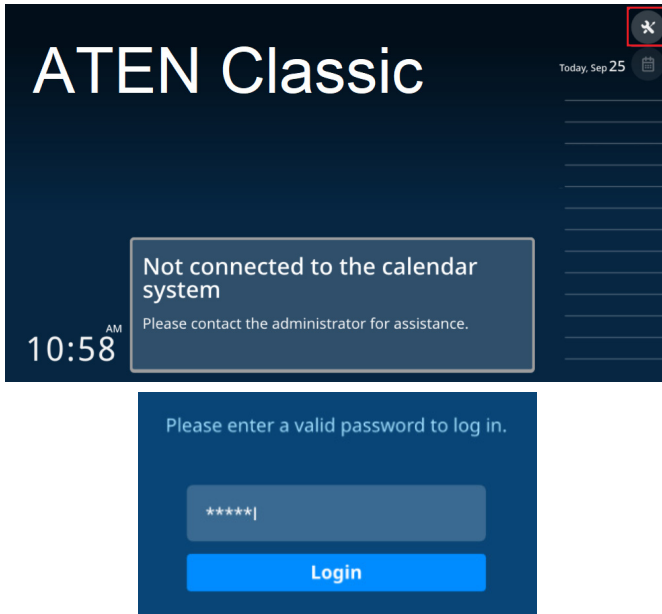 ATEN Classic
Today, Sep 25
Not connected to the calendar
system
Please contact the administrator for assistance.
AM
10:58
Please enter a valid password to log in.
*****
Login